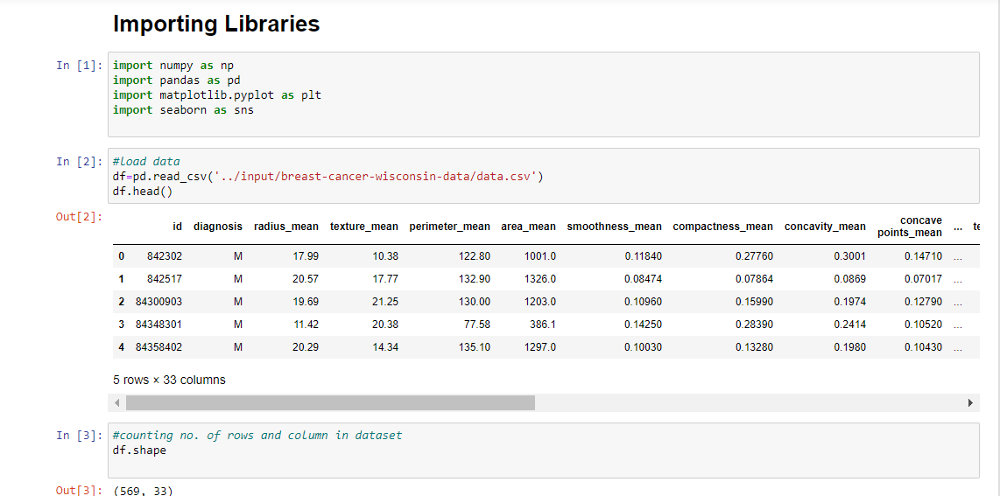 Importing Libraries
In [1]: import numpy as np
import pandas as pd
import matplotlib.pyplot as plt
import seaborn as sns
In [2]: #load data
df=pd.read_csv('../input/breast-cancer-wisconsin-data/data.csv')
df.head()
Out[2]:
id diagnosis radius_mean texture_mean perimeter_mean area_mean smoothness_mean compactness_mean concavity_mean concave points_mean ... te
0 842302 M 17.99 10.38 122.80 1001.0 0.11840 0.27760 0.3001 0.14710 ...
1 842517 M 20.57 17.77 132.90 1326.0 0.08474 0.07864 0.0869 0.07017 ...
2 84300903 M 19.69 21.25 130.00 1203.0 0.10960 0.15990 0.1974 0.12790 ...
3 84348301 M 11.42 20.38 77.58 386.1 0.14250 0.28390 0.2414 0.10520 ...
4 84358402 M 20.29 14.34 135.10 1297.0 0.10030 0.13280 0.1980 0.10430 ...
5 rows × 33 columns
In [3]: #counting no. of rows and column in dataset
df.shape
Out[3]: (569, 33)